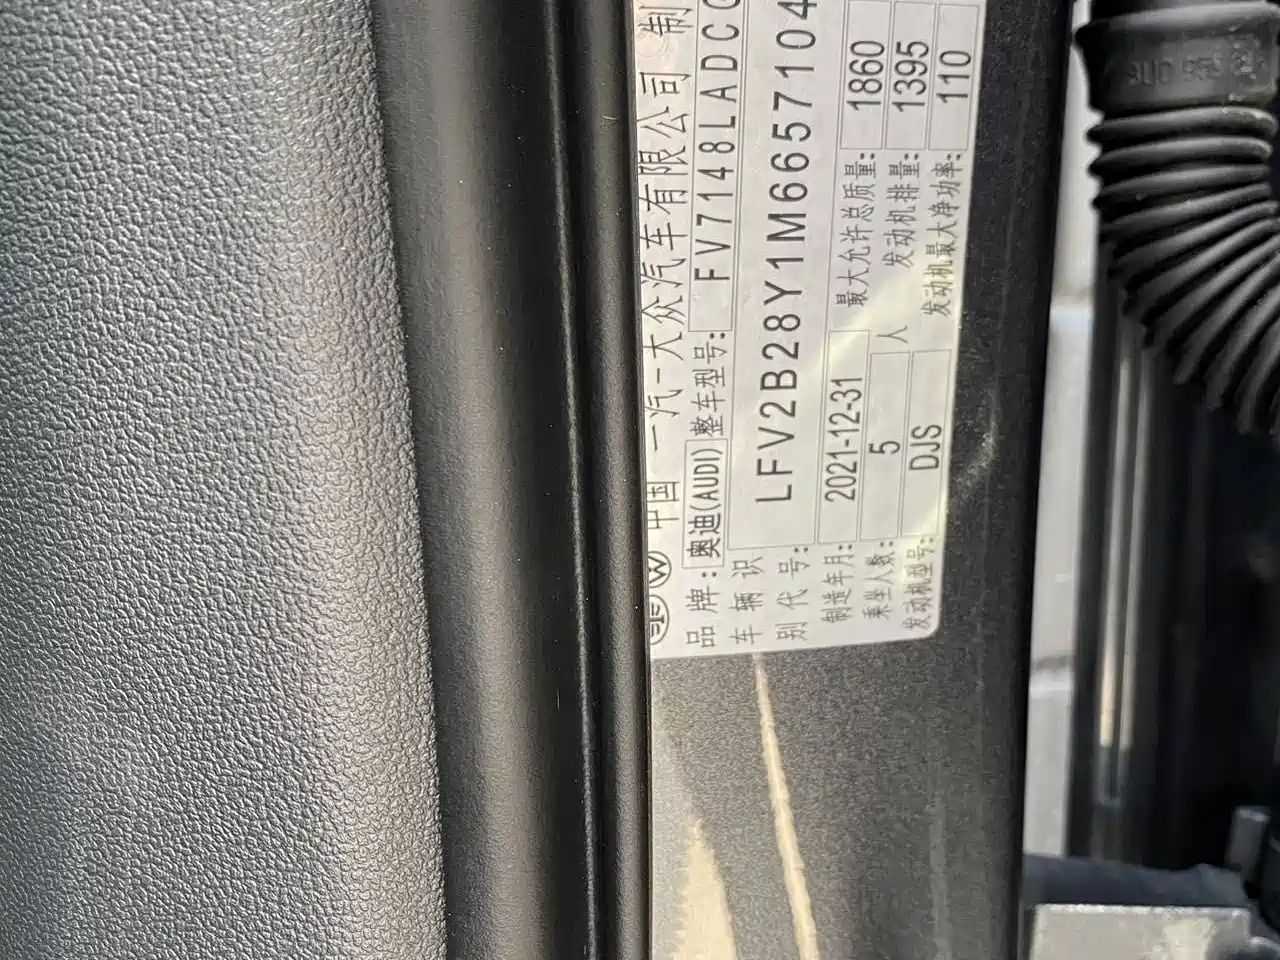 中国一汽-大众汽车有限公司 制
品牌: 奥迪(AUDI) 整车型号: FV7148LADC
车辆识别代号: LFV2B28Y1M6657104
制造年月: 2021-12-31 最大允许总质量: 1860
乘坐人数: 5 人 发动机排量: 1395
发动机型号: DJS 发动机最大净功率: 110